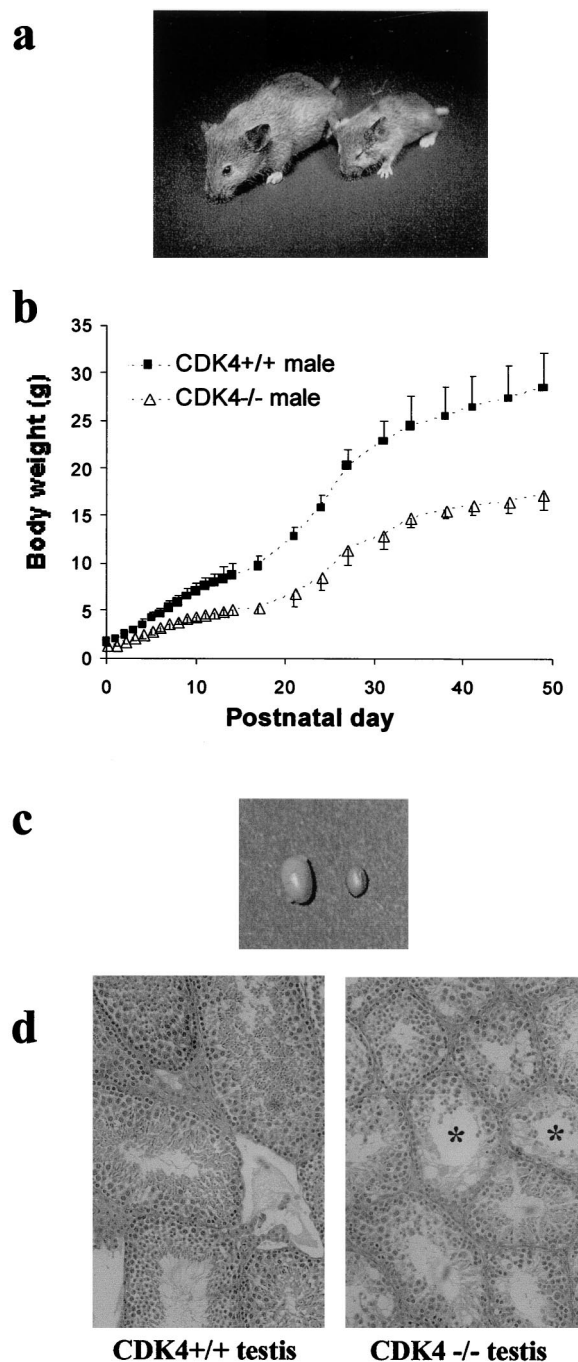 a
b
35
30
25
20
15
10
5
0
Body weight (g)
CDK4+/+ male
CDK4-/- male
0 10 20 30 40 50
Postnatal day
c
d
* *
CDK4+/+ testis CDK4 -/- testis